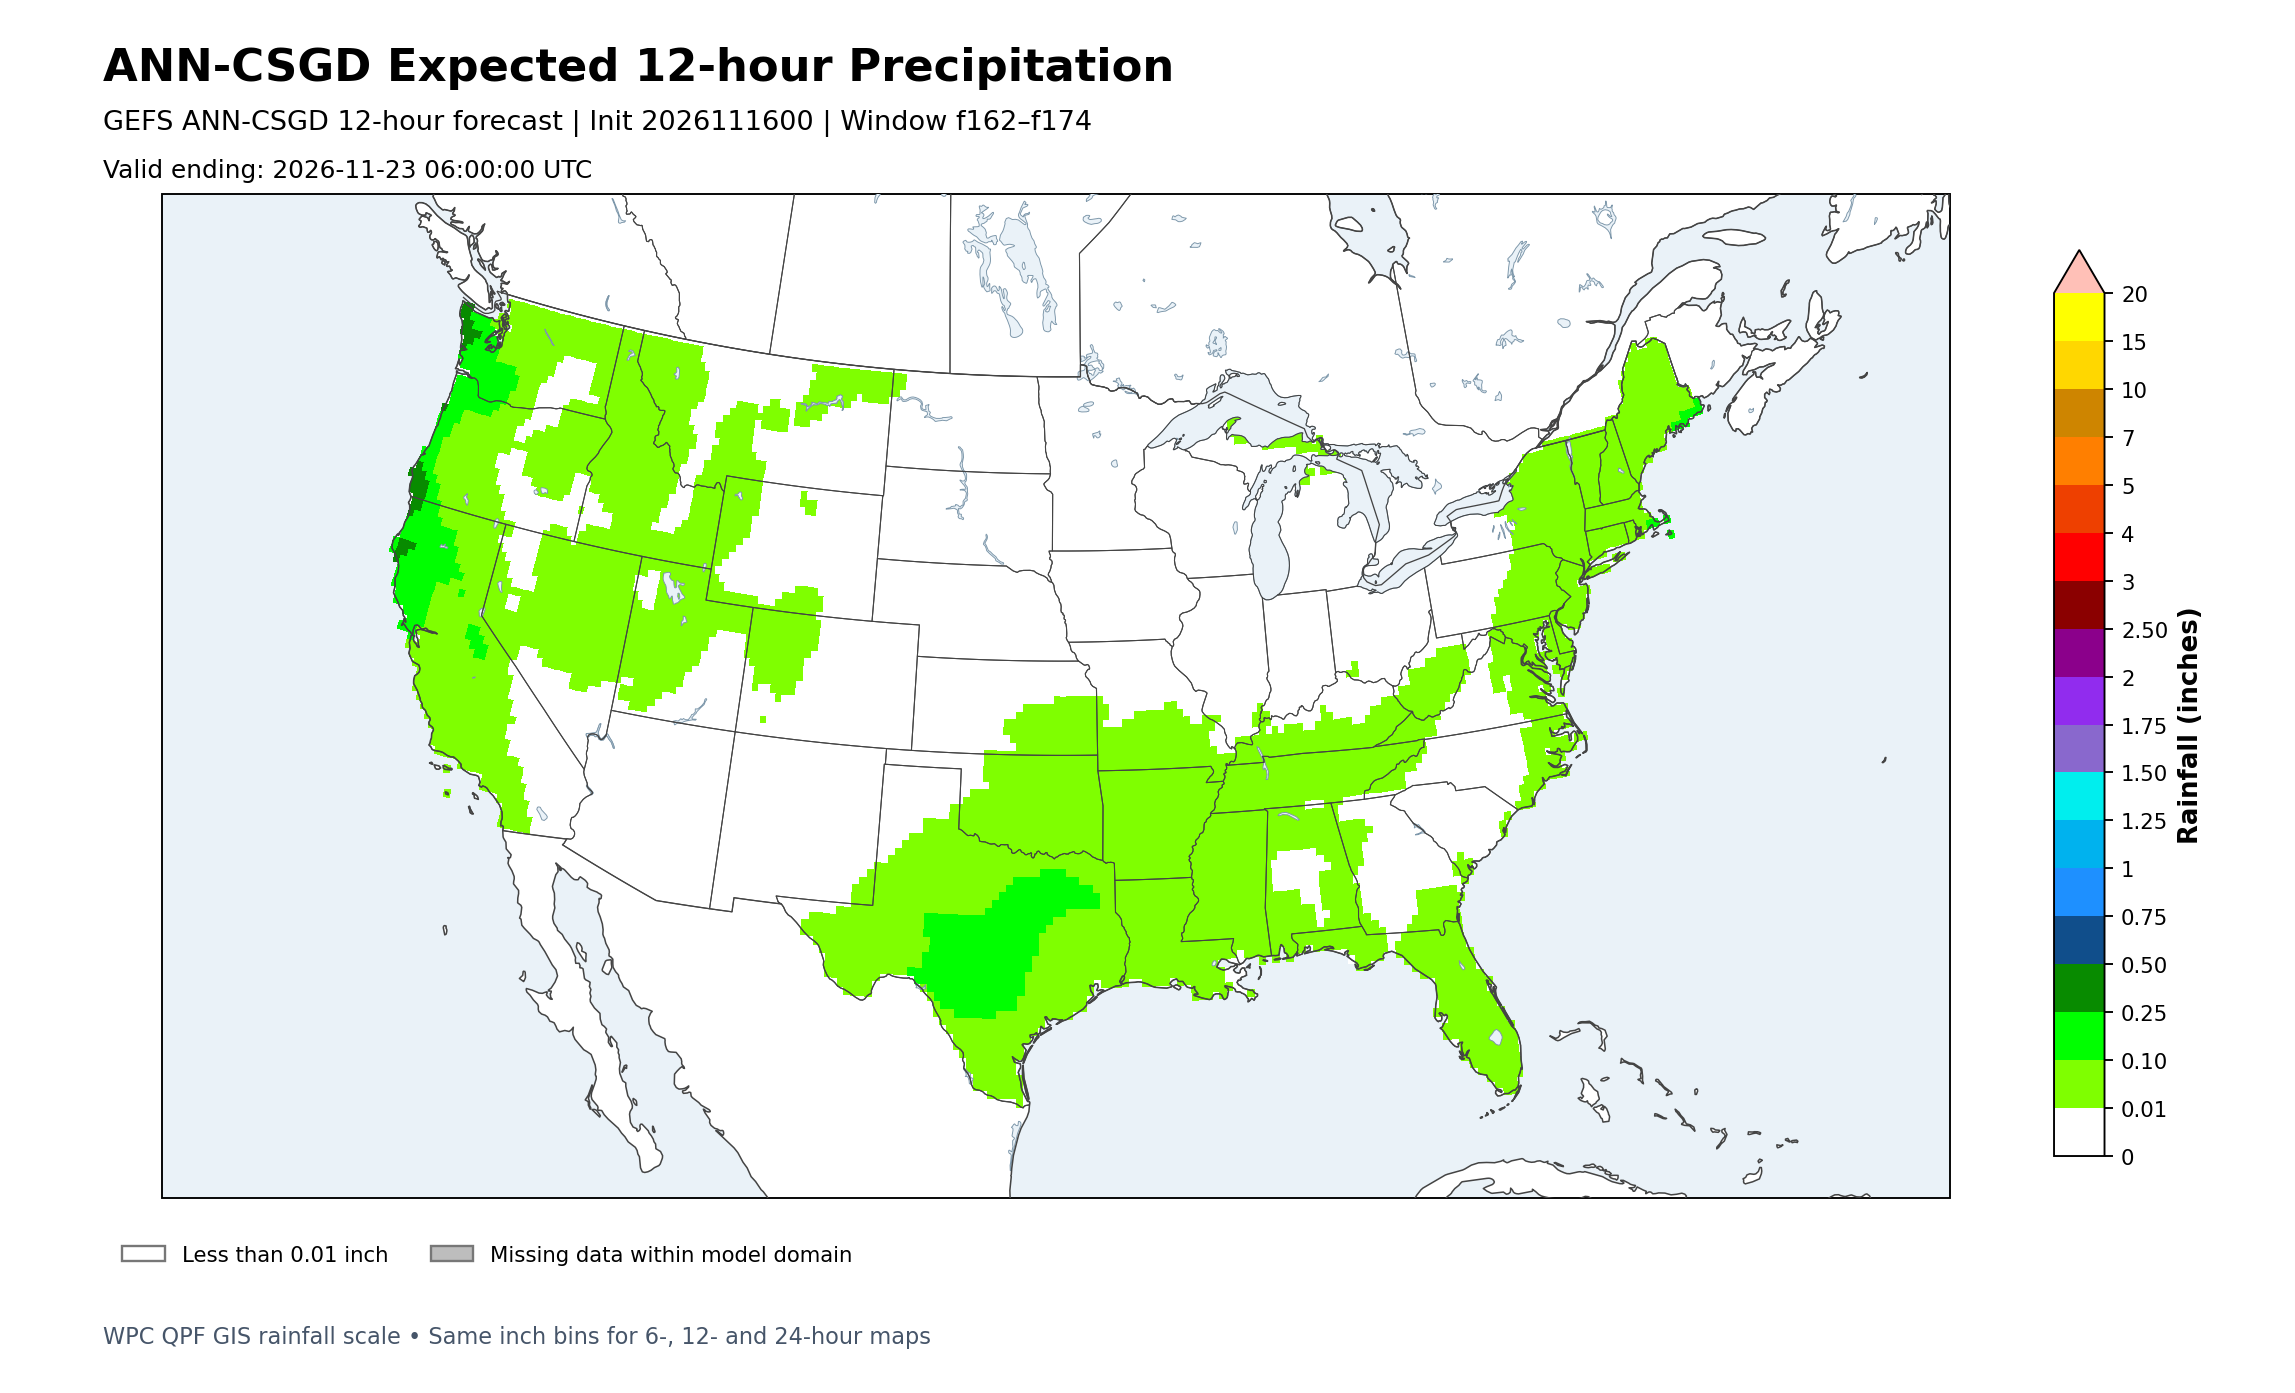 ANN-CSGD Expected 12-hour Precipitation
GEFS ANN-CSGD 12-hour forecast | Init 2026111600 | Window f162–f174
Valid ending: 2026-11-23 06:00:00 UTC
20
15
10
7
5
4
3
2.50
2
1.75
1.50
1.25
1
0.75
0.50
0.25
0.10
0.01
0
Rainfall (inches)
Less than 0.01 inch
Missing data within model domain
WPC QPF GIS rainfall scale • Same inch bins for 6-, 12- and 24-hour maps